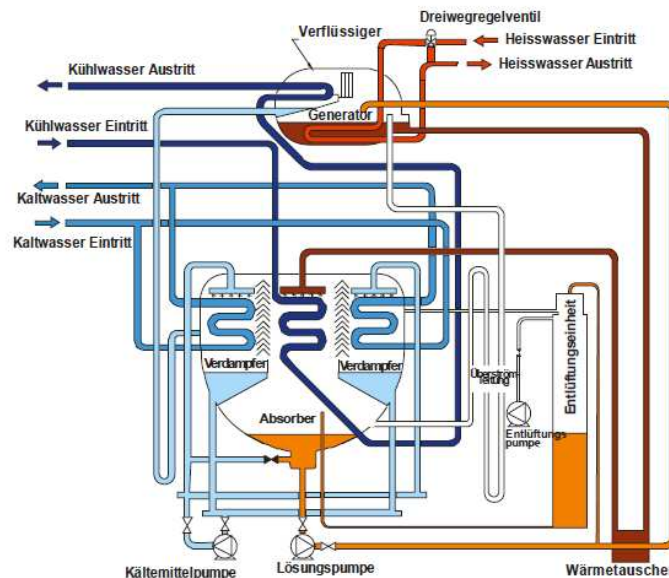 Dreiwegregelventil
Verflüssiger
Heisswasser Eintritt
Heisswasser Austritt
Kühlwasser Austritt
Generator
Kühlwasser Eintritt
Kaltwasser Austritt
Kaltwasser Eintritt
Verdampfer
Verdampfer
Überström-
leitung
Entlüftungseinheit
Absorber
Entlüftungs
pumpe
Kältemittelpumpe
Lösungspumpe
Wärmetauscher